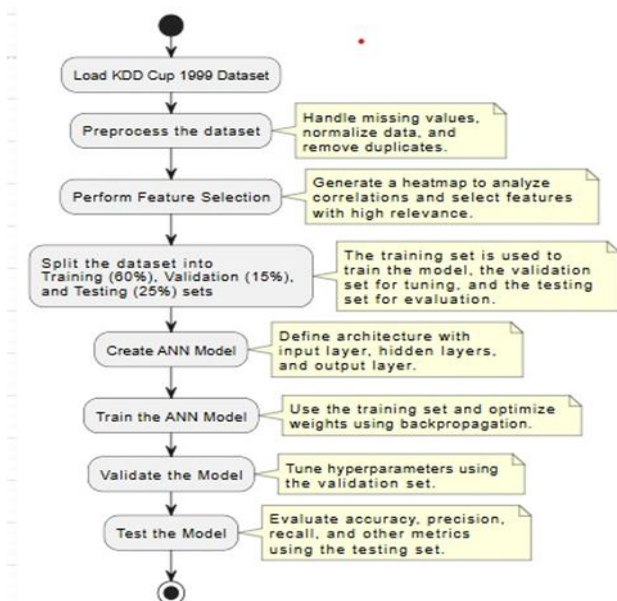 Load KDD Cup 1999 Dataset
Preprocess the dataset
Handle missing values,
normalize data, and
remove duplicates.
Perform Feature Selection
Generate a heatmap to analyze
correlations and select features
with high relevance.
Split the dataset into
Training (60%), Validation (15%),
and Testing (25%) sets
The training set is used to
train the model, the validation
set for tuning, and the testing
set for evaluation.
Create ANN Model
Define architecture with
input layer, hidden layers,
and output layer.
Train the ANN Model
Use the training set and optimize
weights using backpropagation.
Validate the Model
Tune hyperparameters using
the validation set.
Test the Model
Evaluate accuracy, precision,
recall, and other metrics
using the testing set.